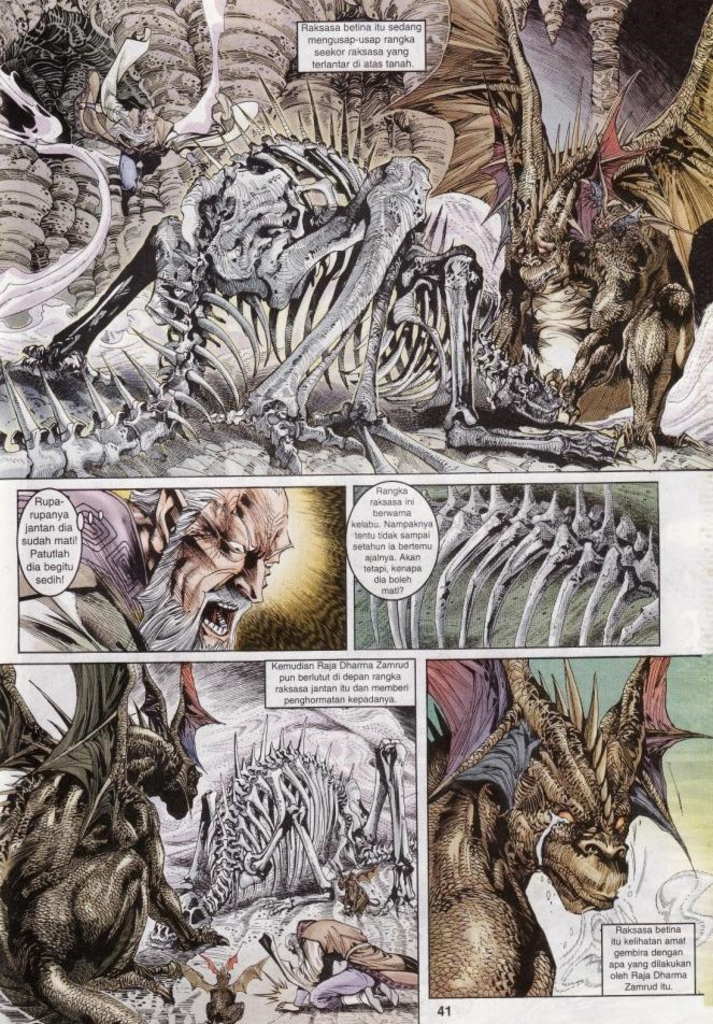 Raksasa betina itu sedang
mengusap-usap rangka
seekor raksasa yang
terlantar di atas tanah.
Rupa-
rupanya
jantan dia
sudah mati!
Patutlah
dia begitu
sedih!
Rangka
raksasa ini
berwarna
kelabu. Nampaknya
tentu tidak sampai
setahun ia bertemu
ajalnya. Akan
tetapi, kenapa
dia boleh
mati?
Kemudian Raja Dharma Zamrud
pun berlutut di depan rangka
raksasa jantan itu dan memberi
penghormatan kepadanya.
Raksasa betina
itu kelihatan amat
gembira dengan
apa yang dilakukan
oleh Raja Dharma
Zamrud itu.
41